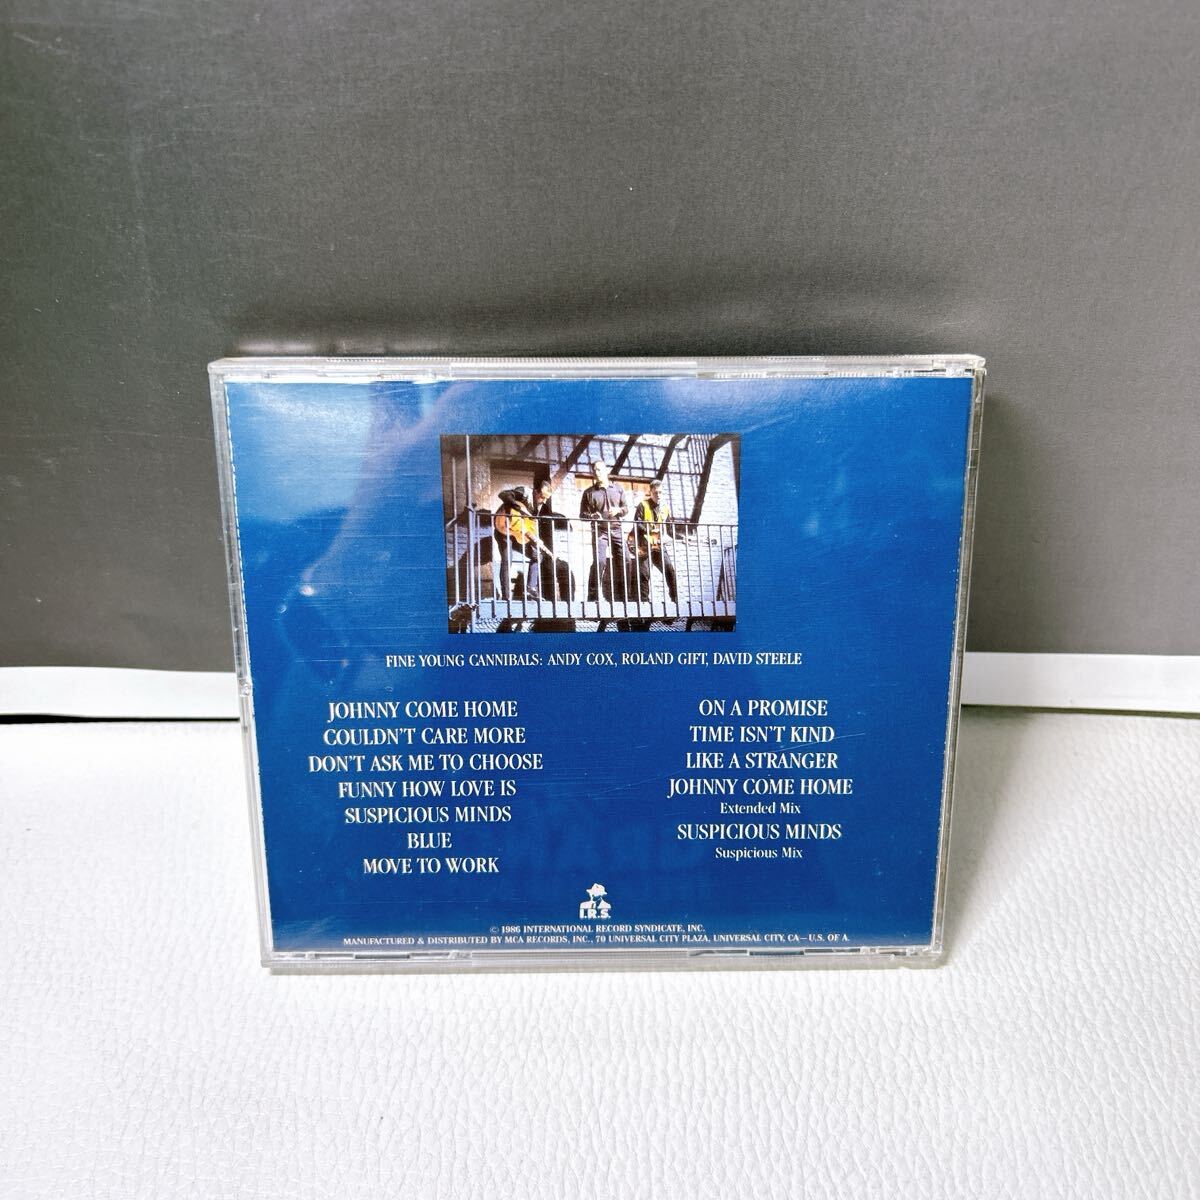 FINE YOUNG CANNIBALS: ANDY COX, ROLAND GIFT, DAVID STEELE
JOHNNY COME HOME
COULDN'T CARE MORE
DON'T ASK ME TO CHOOSE
FUNNY HOW LOVE IS
SUSPICIOUS MINDS
BLUE
MOVE TO WORK
ON A PROMISE
TIME ISN'T KIND
LIKE A STRANGER
JOHNNY COME HOME
Extended Mix
SUSPICIOUS MINDS
Suspicious Mix
I.R.S.
© 1986 INTERNATIONAL RECORD SYNDICATE, INC.
MANUFACTURED & DISTRIBUTED BY MCA RECORDS, INC., 70 UNIVERSAL CITY PLAZA, UNIVERSAL CITY, CA—U.S. OF A.